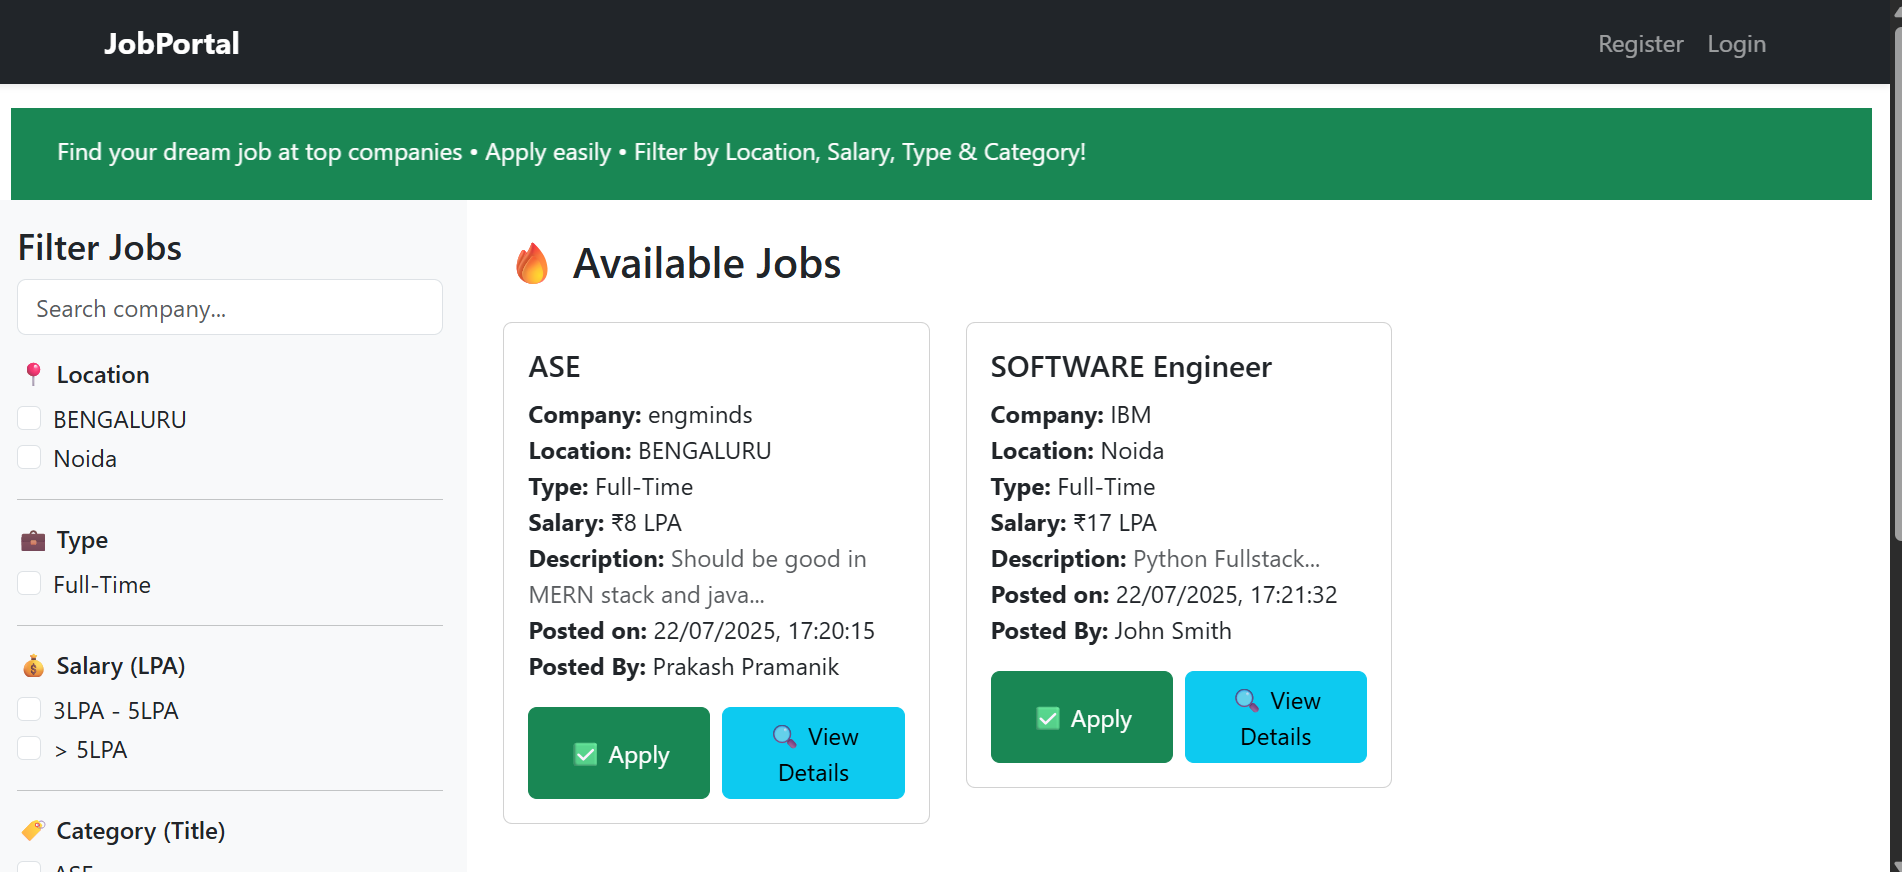 JobPortal
Register Login
Find your dream job at top companies • Apply easily • Filter by Location, Salary, Type & Category!
Filter Jobs
Search company...
Location
BENGALURU
Noida
Type
Full-Time
Salary (LPA)
3LPA - 5LPA
> 5LPA
Category (Title)
ASE
Available Jobs
ASE
Company: engminds
Location: BENGALURU
Type: Full-Time
Salary: ₹8 LPA
Description: Should be good in
MERN stack and java...
Posted on: 22/07/2025, 17:20:15
Posted By: Prakash Pramanik
Apply
View
Details
SOFTWARE Engineer
Company: IBM
Location: Noida
Type: Full-Time
Salary: ₹17 LPA
Description: Python Fullstack...
Posted on: 22/07/2025, 17:21:32
Posted By: John Smith
Apply
View
Details